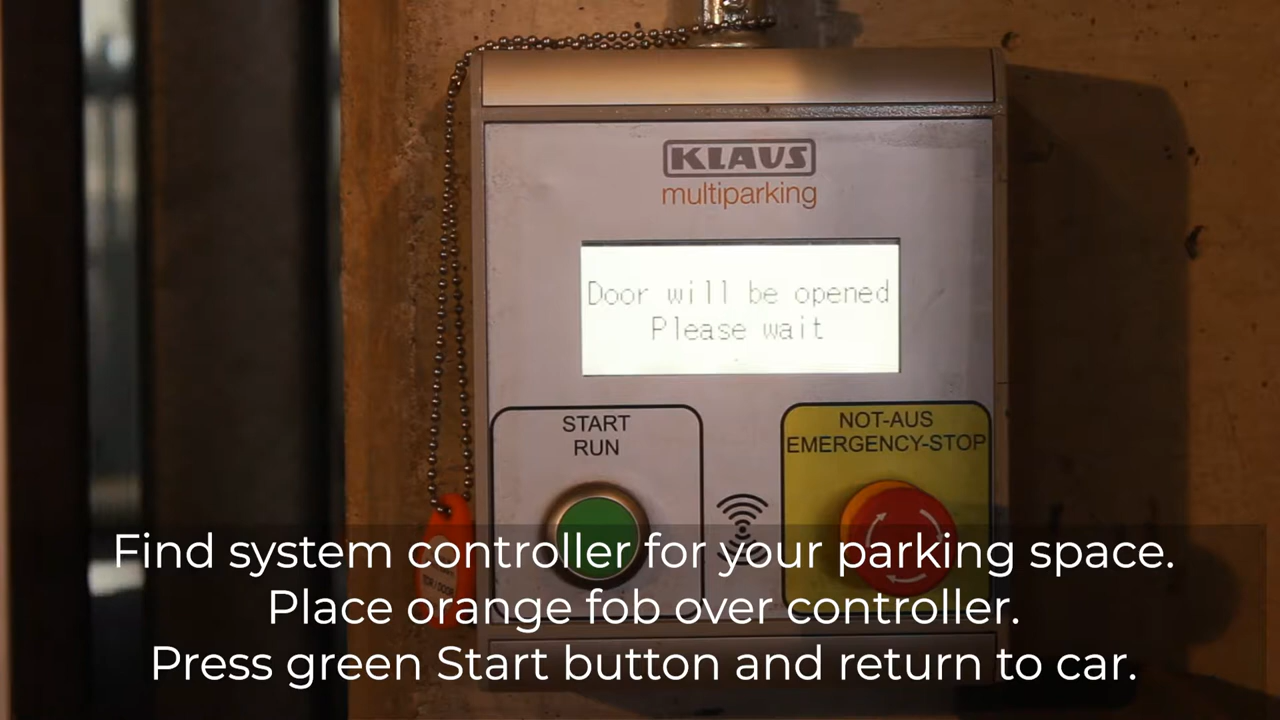 KLAUS
multiparking
Door will be opened
Please wait
START
RUN
NOT-AUS
EMERGENCY-STOP
Find system controller for your parking space.
Place orange fob over controller.
Press green Start button and return to car.